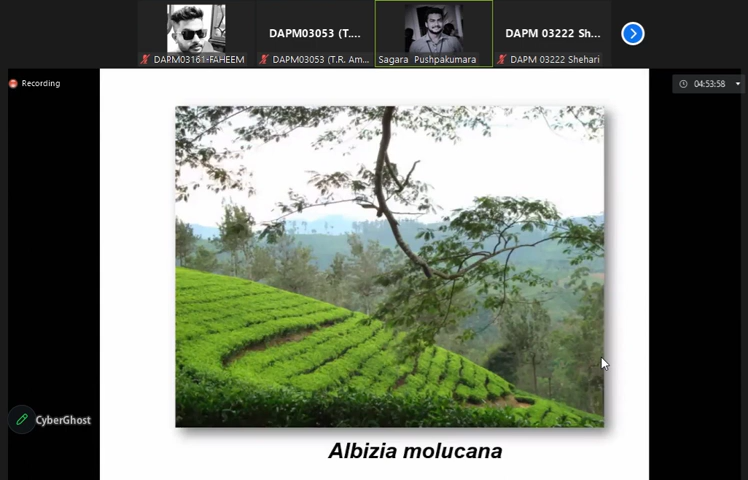 DAPM03053 (T....
DAPM 03222 Sh...
DAPM03161-FAHEEM
DAPM03053 (T.R. Am...
Sagara Pushpakumara
DAPM 03222 Shehari
Recording
04:53:58
CyberGhost
Albizia molucana